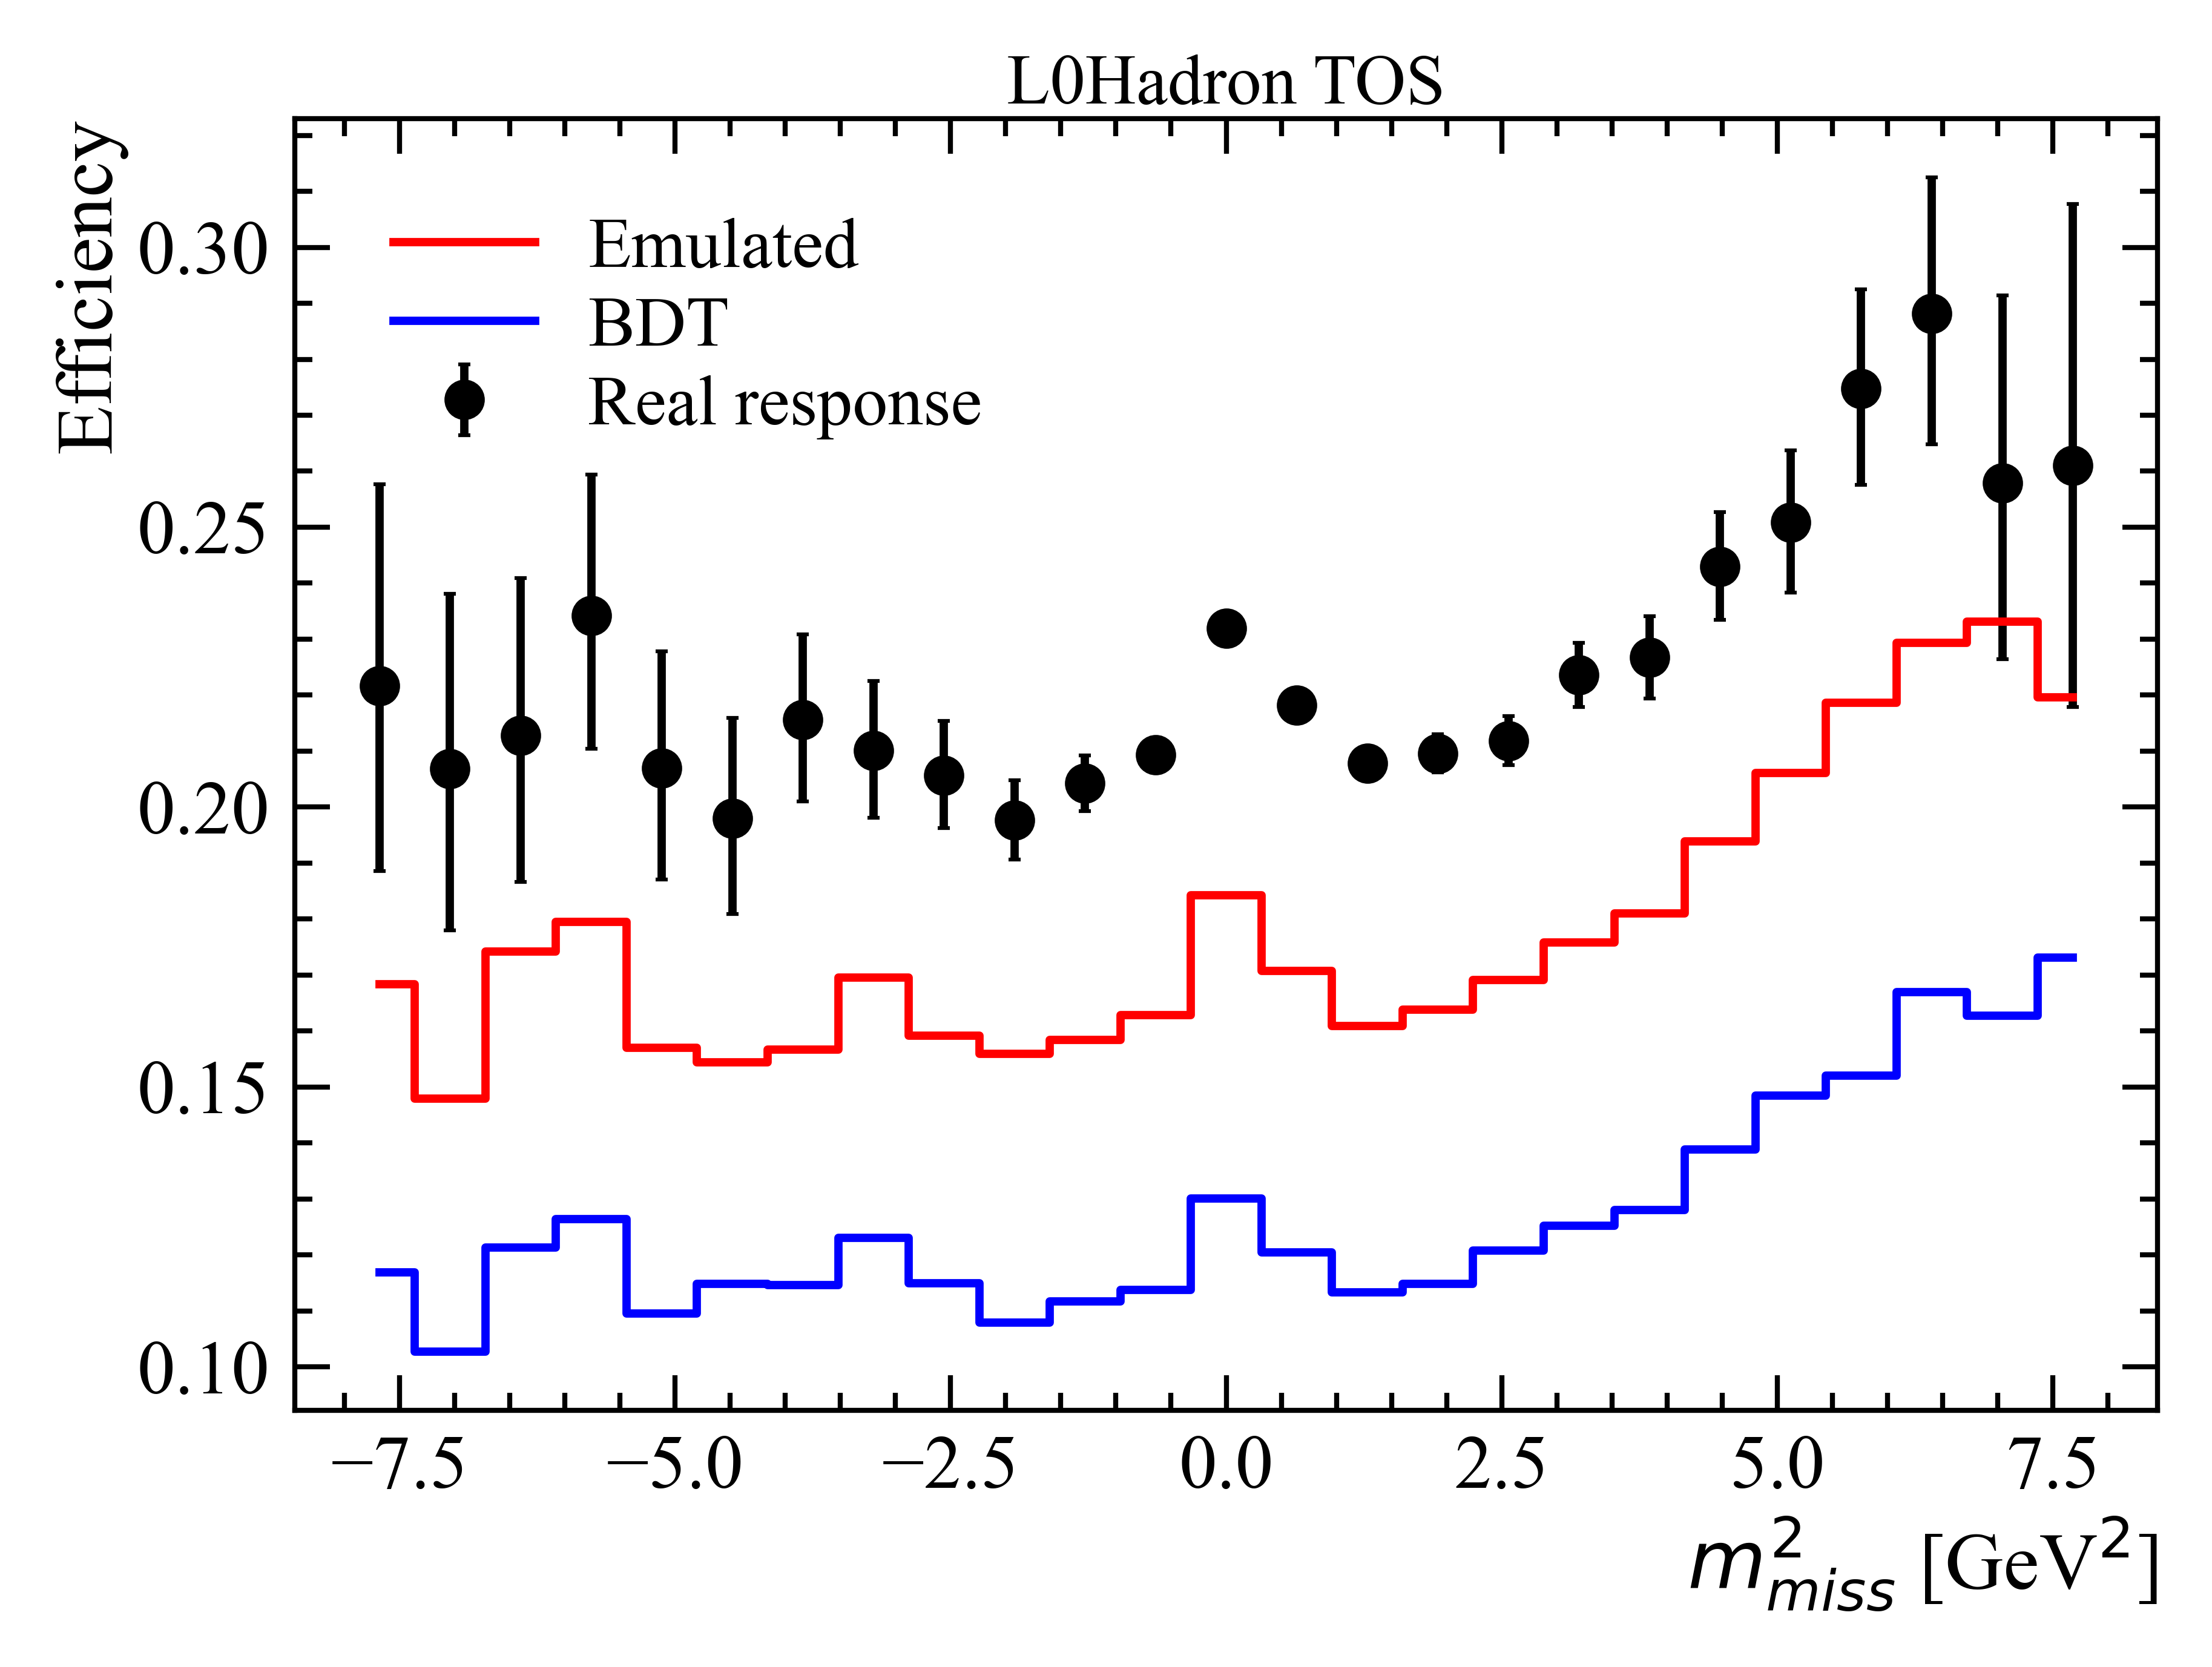 L0Hadron TOS
Efficiency
0.30
0.25
0.20
0.15
0.10
Emulated
BDT
Real response
−7.5 −5.0 −2.5 0.0 2.5 5.0 7.5
m²miss [GeV²]